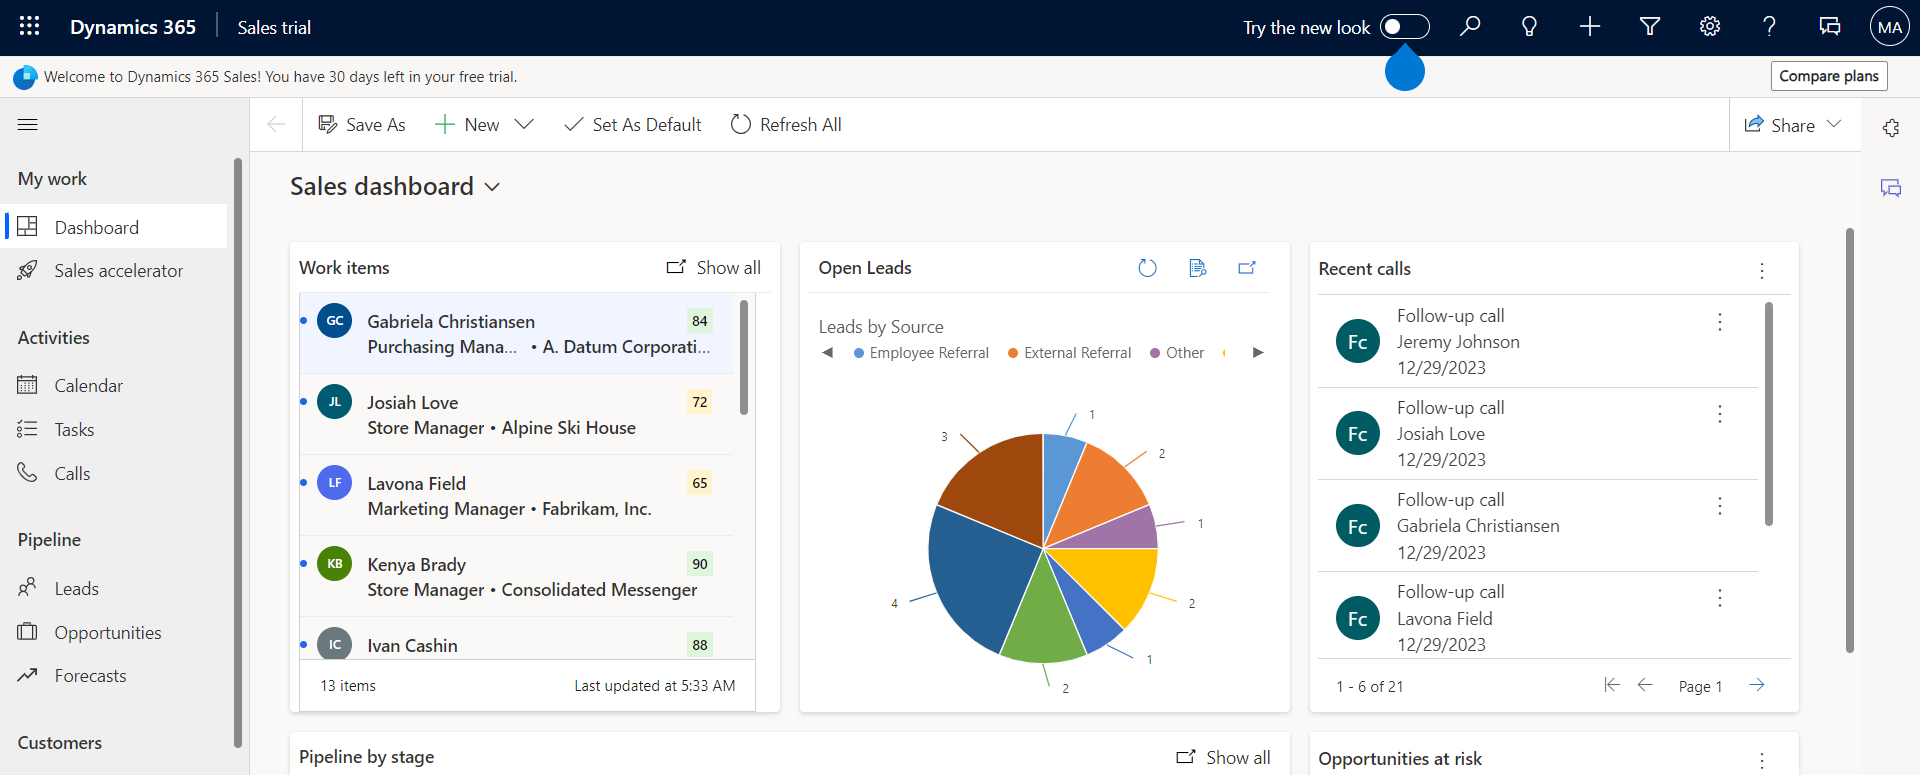 Dynamics 365
Sales trial
Try the new look
MA
Welcome to Dynamics 365 Sales! You have 30 days left in your free trial.
Compare plans
Save As
New
Set As Default
Refresh All
Share
My work
Dashboard
Sales accelerator
Activities
Calendar
Tasks
Calls
Pipeline
Leads
Opportunities
Forecasts
Customers
Sales dashboard
Work items
Show all
GC
Gabriela Christiansen
84
Purchasing Mana... • A. Datum Corporati...
JL
Josiah Love
72
Store Manager • Alpine Ski House
LF
Lavona Field
65
Marketing Manager • Fabrikam, Inc.
KB
Kenya Brady
90
Store Manager • Consolidated Messenger
IC
Ivan Cashin
88
13 items
Last updated at 5:33 AM
Open Leads
Leads by Source
Employee Referral
External Referral
Other
1
2
1
2
1
2
4
3
Recent calls
Fc
Follow-up call
Jeremy Johnson
12/29/2023
Fc
Follow-up call
Josiah Love
12/29/2023
Fc
Follow-up call
Gabriela Christiansen
12/29/2023
Fc
Follow-up call
Lavona Field
12/29/2023
1 - 6 of 21
Page 1
Pipeline by stage
Show all
Opportunities at risk